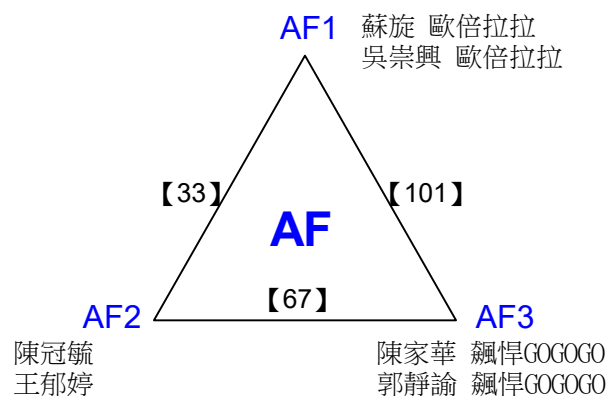 AF1
蘇旋 歐倍拉拉
吳崇興 歐倍拉拉
【33】
【101】
AF
【67】
AF2
AF3
陳冠毓
王郁婷
陳家華 飆悍GOGOGO
郭靜諭 飆悍GOGOGO